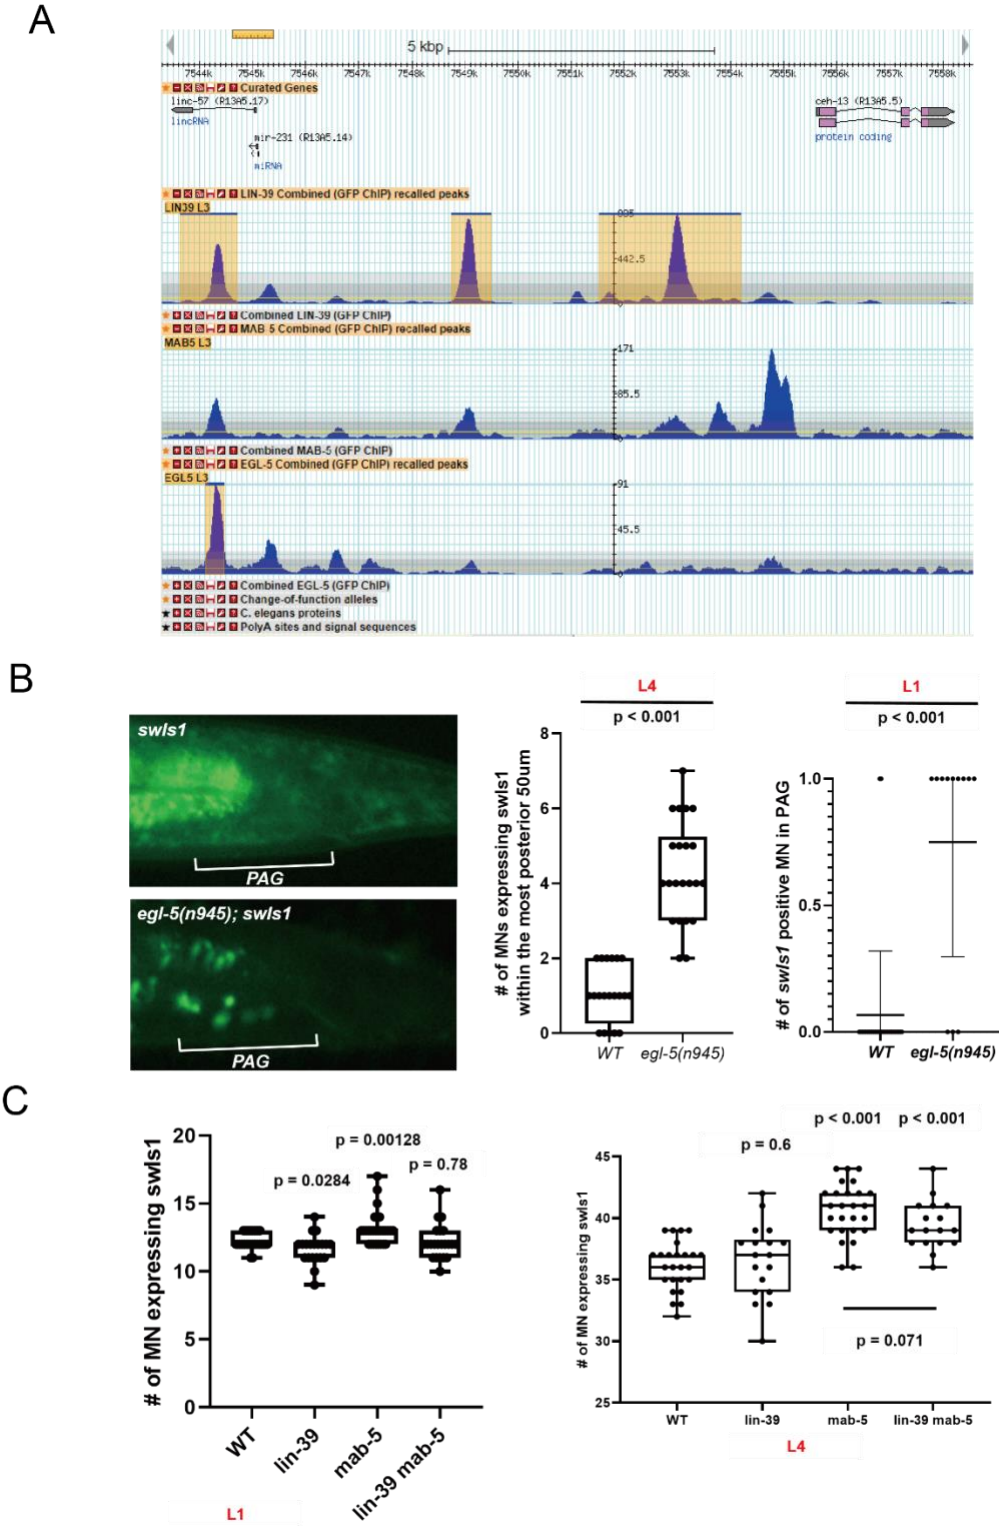 A
5 kbp
7544k 7545k 7546k 7547k 7548k 7549k 7550k 7551k 7552k 7553k 7554k 7555k 7556k 7557k 7558k
Curated Genes
linc-57 (R13A5.17)
ceh-13 (R13A5.5)
lincRNA
mir-231 (R13A5.14)
protein coding
miRNA
LIN-39 Combined (GFP ChIP) recalled peaks
LIN39 L3
442.5
0
Combined LIN-39 (GFP ChIP)
MAB 5 Combined (GFP ChIP) recalled peaks
MAB5 L3
171
85.5
0
Combined MAB-5 (GFP ChIP)
EGL-5 Combined (GFP ChIP) recalled peaks
EGL5 L3
91
45.5
0
Combined EGL-5 (GFP ChIP)
Change-of-function alleles
C. elegans proteins
PolyA sites and signal sequences
B
swIs1
PAG
egl-5(n945); swIs1
PAG
L4
p < 0.001
# of MNs expressing swIs1
within the most posterior 50um
8
6
4
2
0
WT egl-5(n945)
L1
p < 0.001
# of swIs1 positive MN in PAG
1.0
0.5
0.0
WT egl-5(n945)
C
# of MN expressing swIs1
20
15
10
5
0
p = 0.0284
p = 0.00128
p = 0.78
WT
lin-39
mab-5
lin-39 mab-5
L1
# of MN expressing swIs1
45
40
35
30
25
p = 0.6
p < 0.001
p < 0.001
p = 0.071
WT lin-39 mab-5 lin-39 mab-5
L4